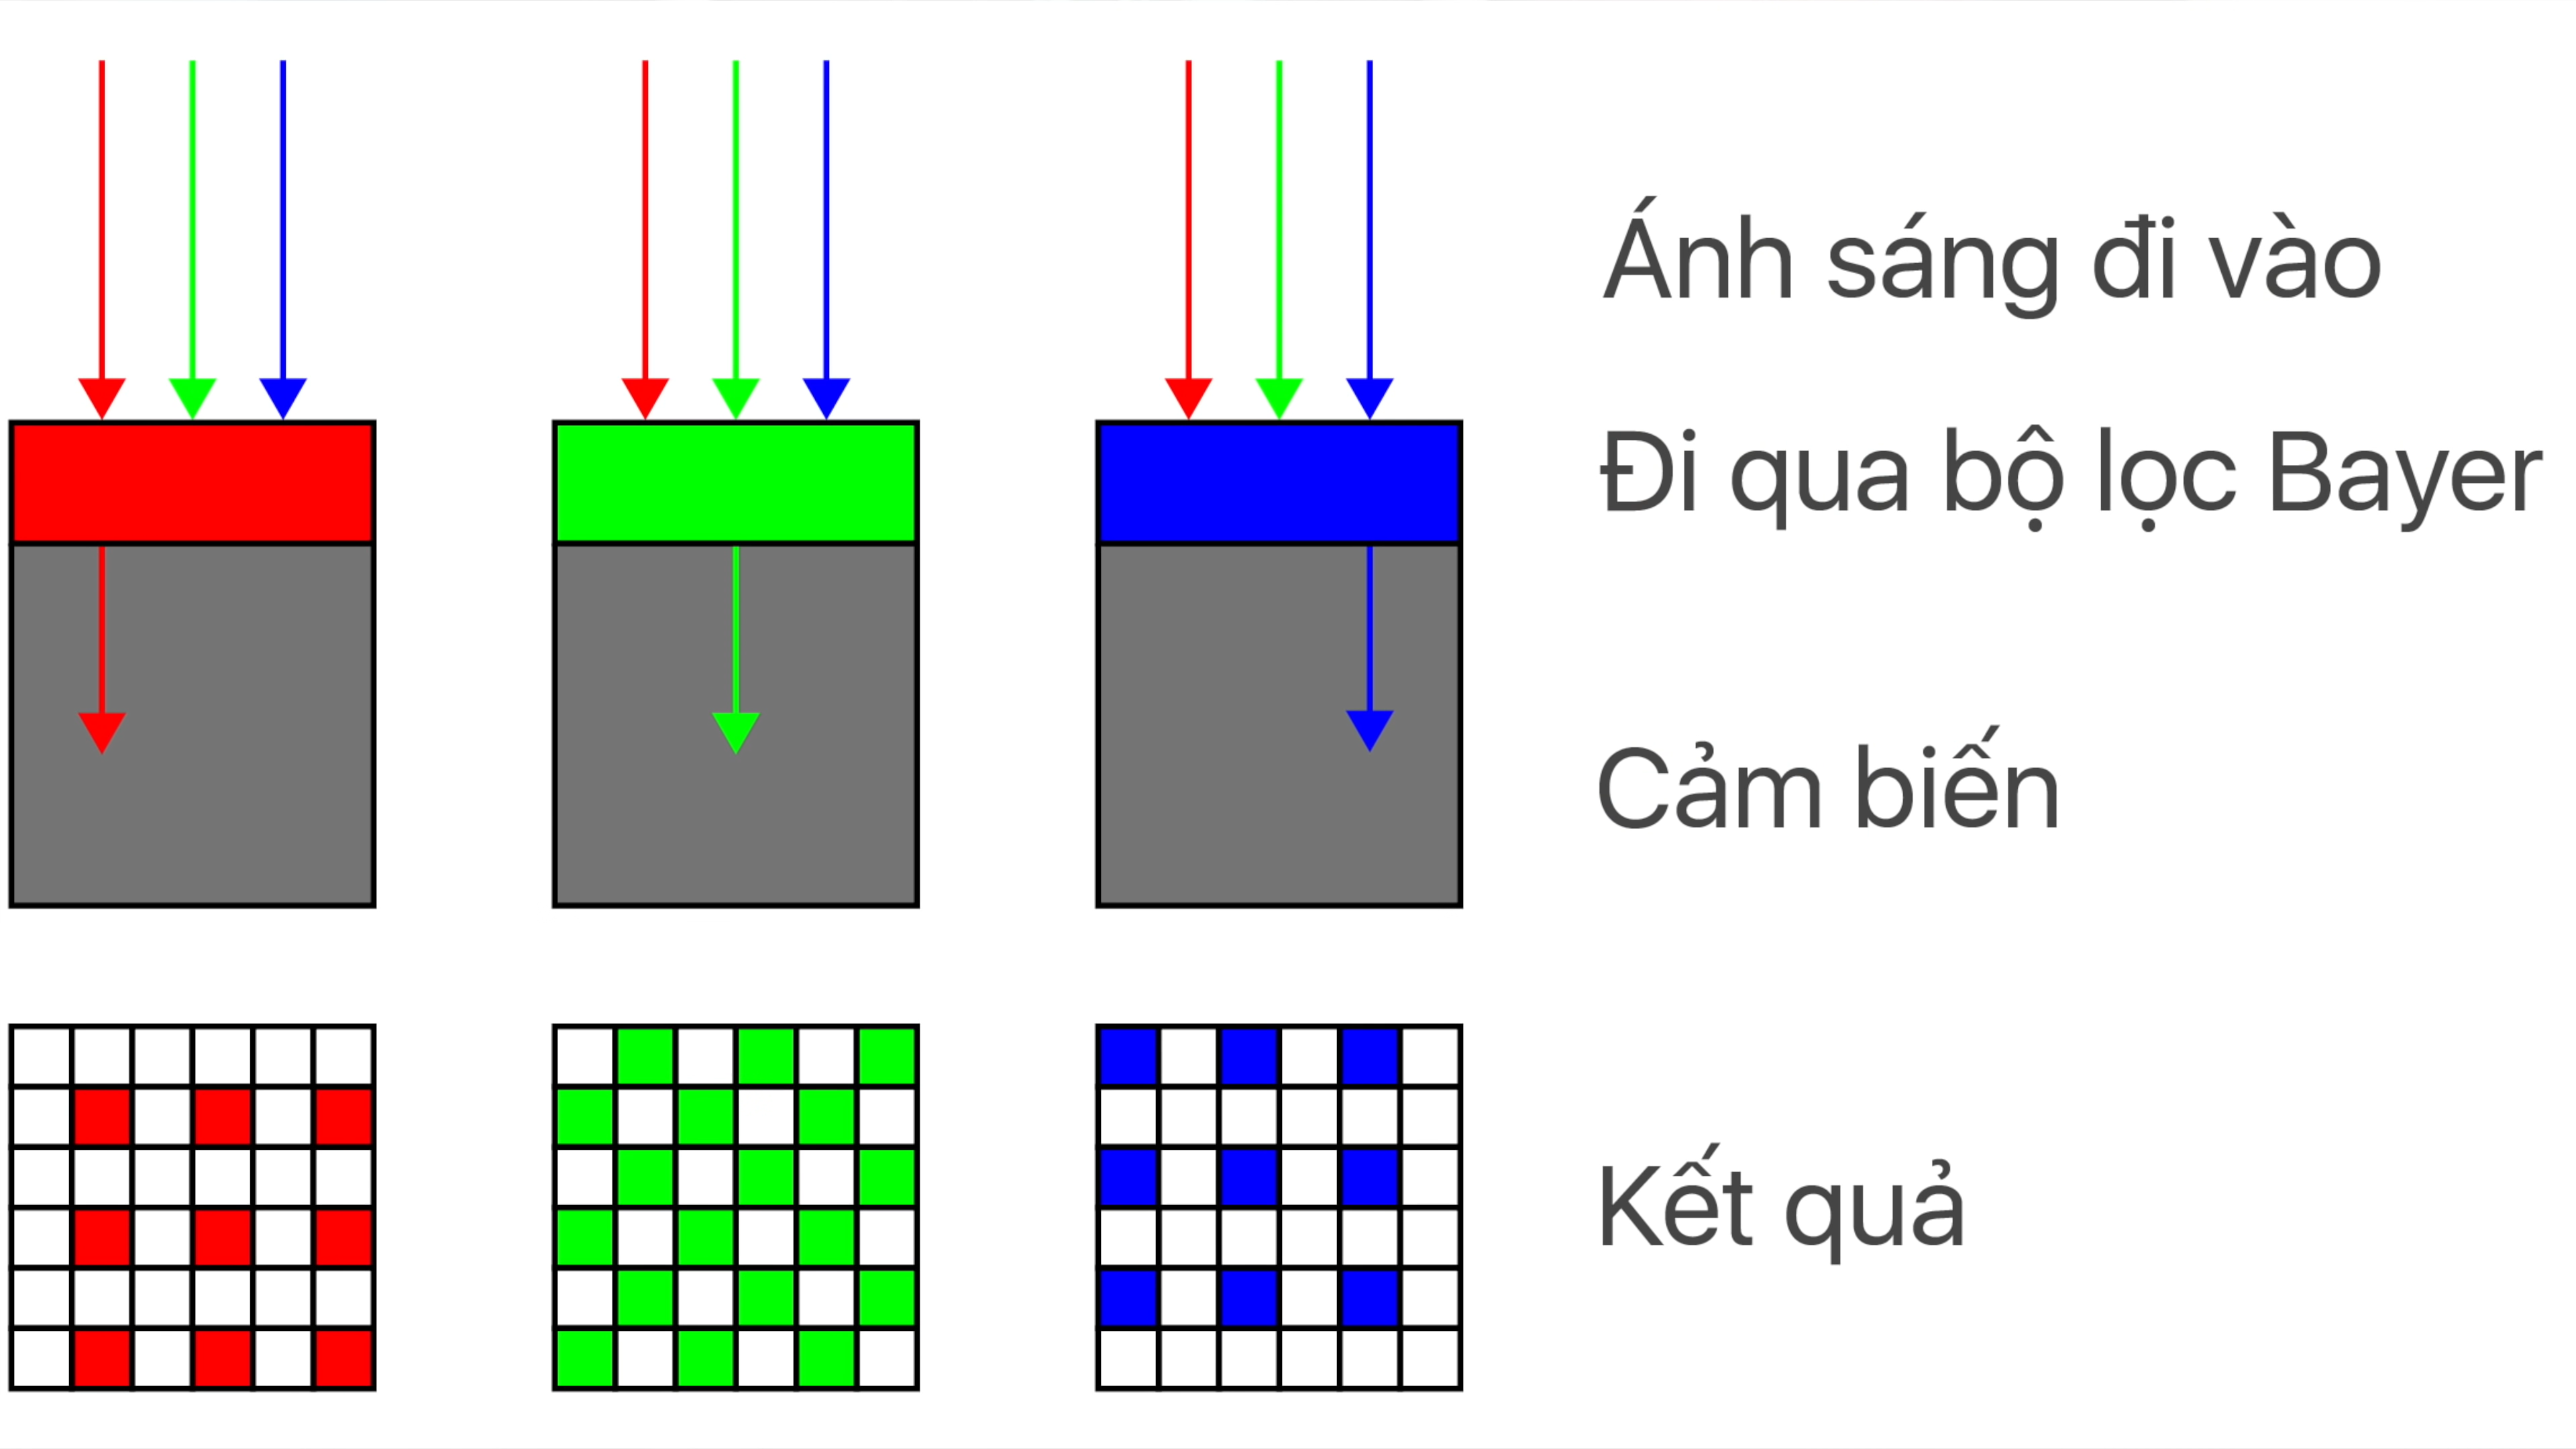 Ánh sáng đi vào
Đi qua bộ lọc Bayer
Cảm biến
Kết quả